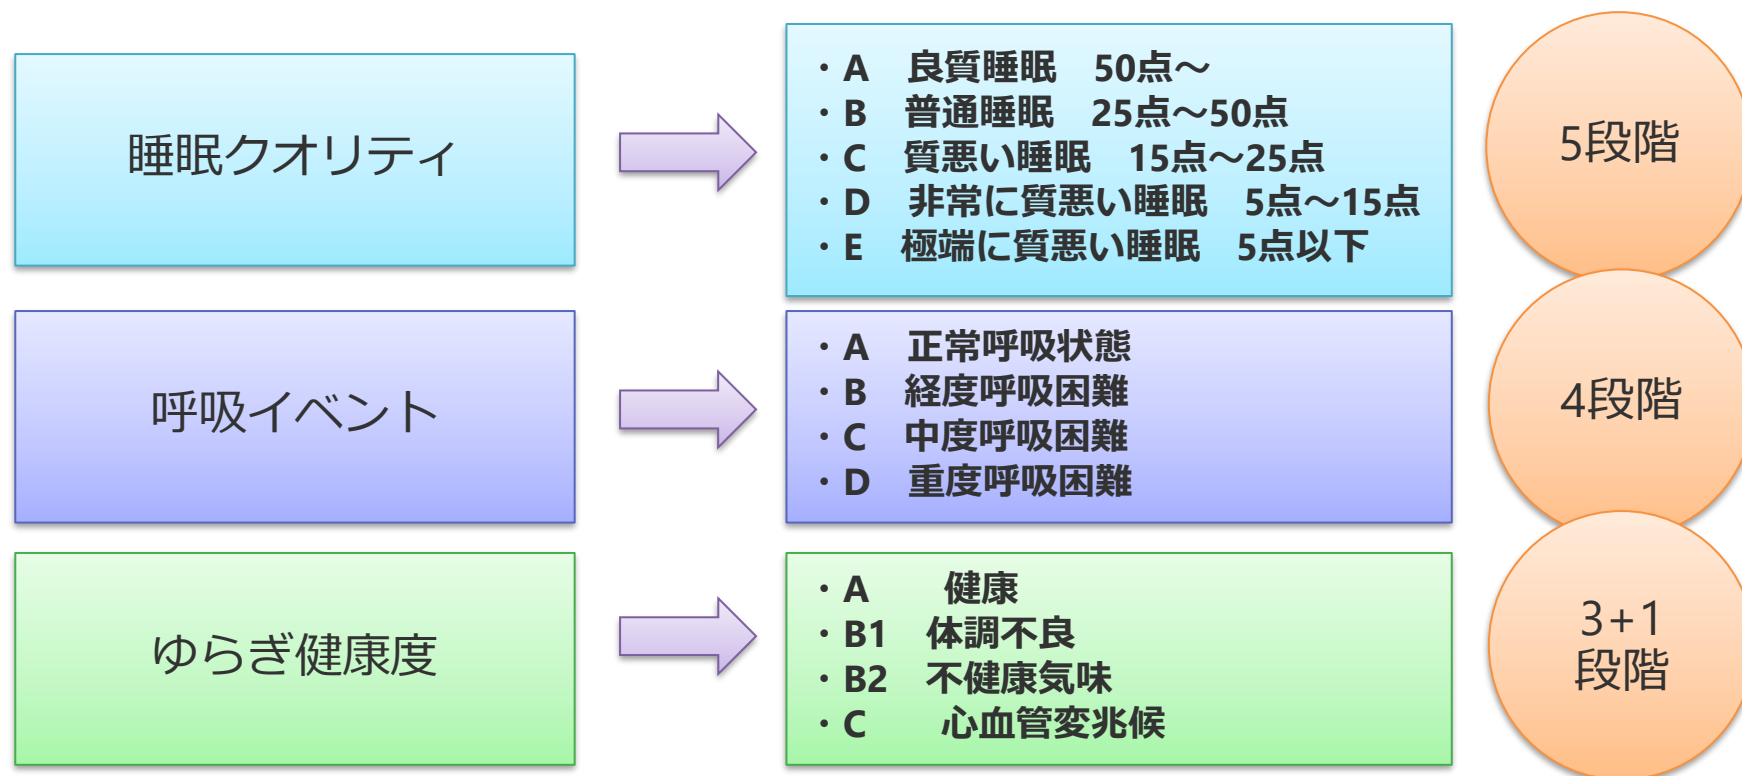 睡眠クオリティ
・A　良質睡眠　50点～
・B　普通睡眠　25点～50点
・C　質悪い睡眠　15点～25点
・D　非常に質悪い睡眠　5点～15点
・E　極端に質悪い睡眠　5点以下
5段階
呼吸イベント
・A　正常呼吸状態
・B　経度呼吸困難
・C　中度呼吸困難
・D　重度呼吸困難
4段階
ゆらぎ健康度
・A　　健康
・B1　体調不良
・B2　不健康気味
・C　　心血管変兆候
3+1
段階